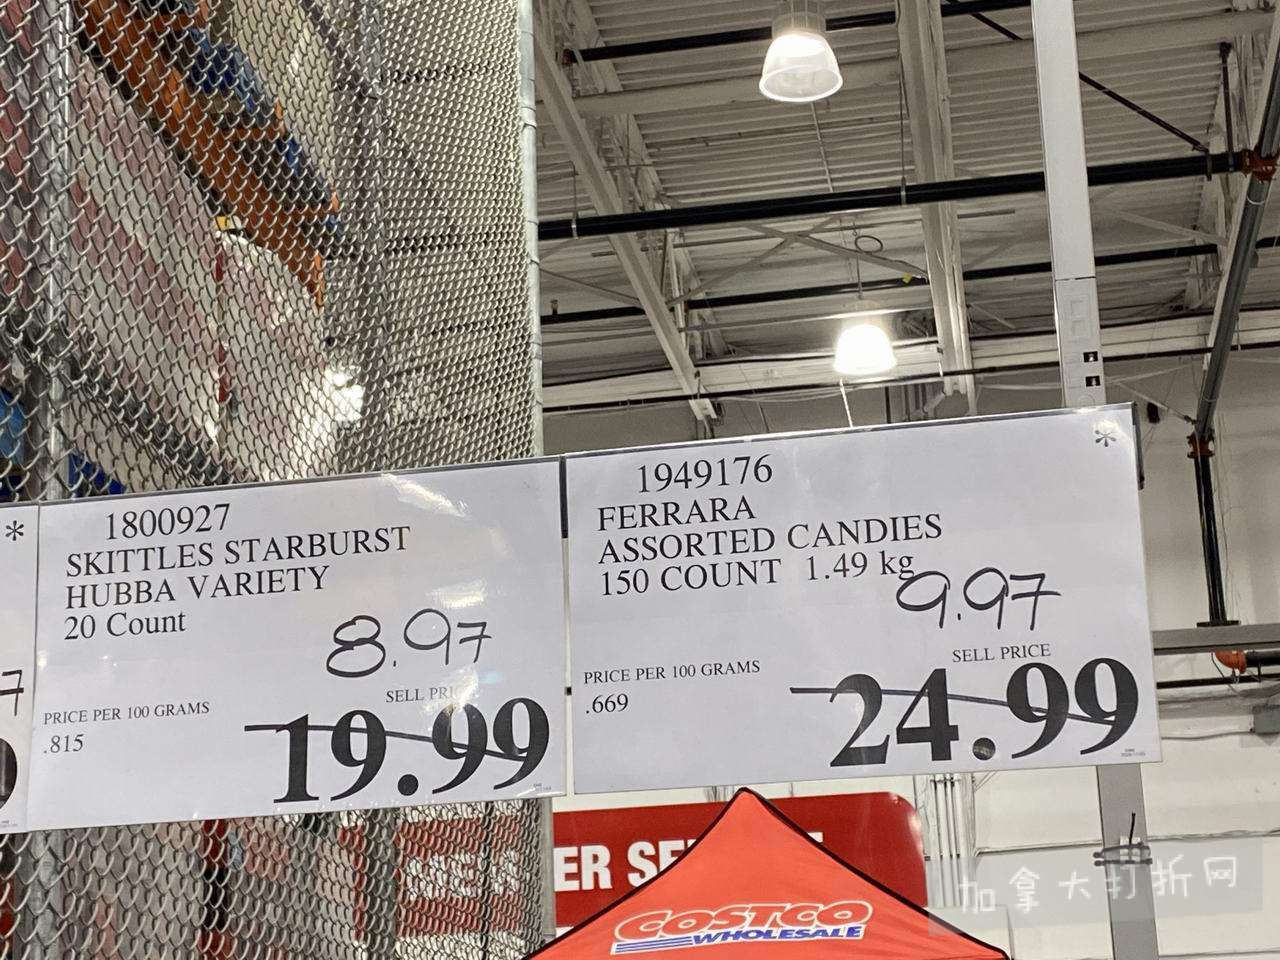 *
1800927
SKITTLES STARBURST
HUBBA VARIETY
20 Count
8.97
PRICE PER 100 GRAMS
.815
19.99
*
1949176
FERRARA
ASSORTED CANDIES
150 COUNT 1.49 kg
9.97
SELL PRICE
PRICE PER 100 GRAMS
.669
24.99
7
COSTCO
WHOLESALE
加拿大打折网